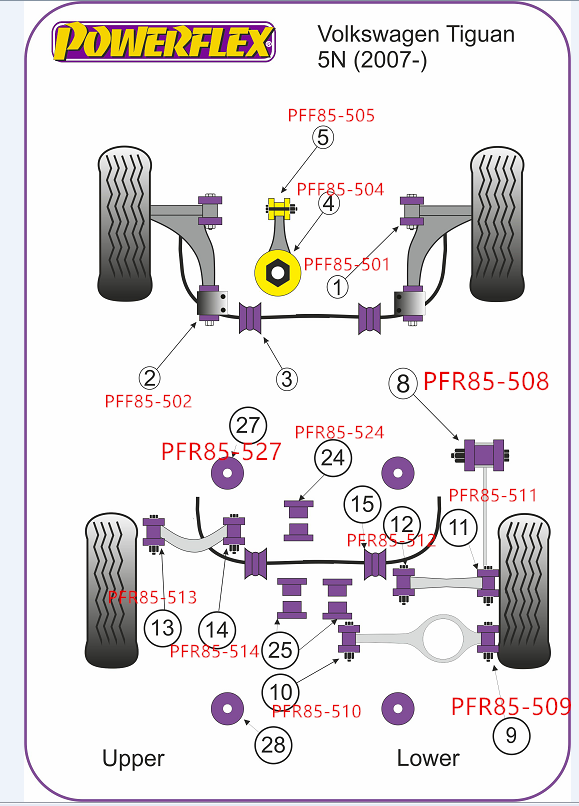 POWERFLEX
Volkswagen Tiguan
5N (2007-)
PFF85-505
5
PFF85-504
4
PFF85-501
1
2
3
PFF85-502
8 PFR85-508
27
PFR85-527
PFR85-524
24
15
PFR85-511
12
11
PFR85-512
PFR85-513
13
14
PFR85-514
25
10
PFR85-510
PFR85-509
9
28
Upper
Lower